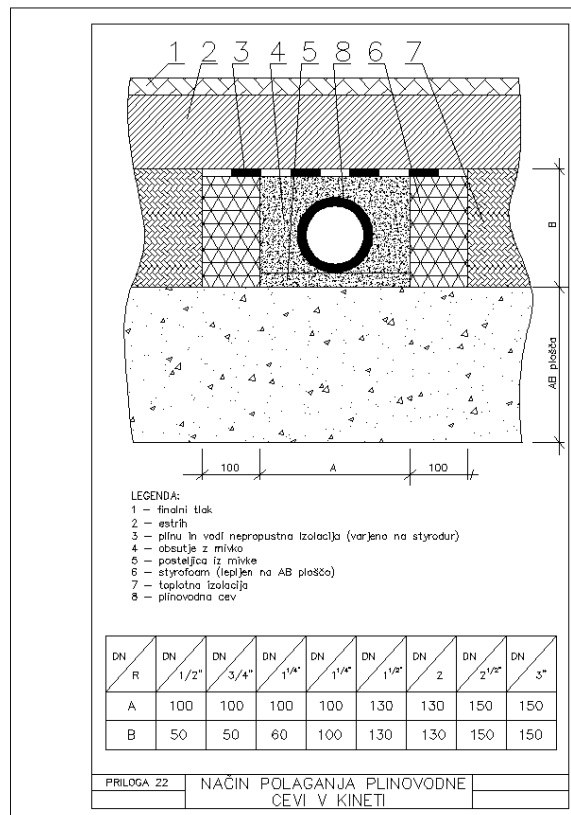 1 2 3 4 5 8 6 7
B
AB plošča
100 A 100
LEGENDA:
1 – finalni tlak
2 – estrih
3 – plinu in vodi nepropustna izolacija (varjeno na styrodur)
4 – obsutje z mivko
5 – posteljica iz mivke
6 – styrofoam (lepljen na AB ploščo)
7 – toplotna izolacija
8 – plinovodna cev
DN R DN 1/2" DN 3/4" DN 1 1/4" DN 1 1/4" DN 1 1/2" DN 2 DN 2 1/2" DN 3"
A 100 100 100 100 130 130 150 150
B 50 50 60 100 130 130 150 150
PRILOGA 22
NAČIN POLAGANJA PLINOVODNE
CEVI V KINETI